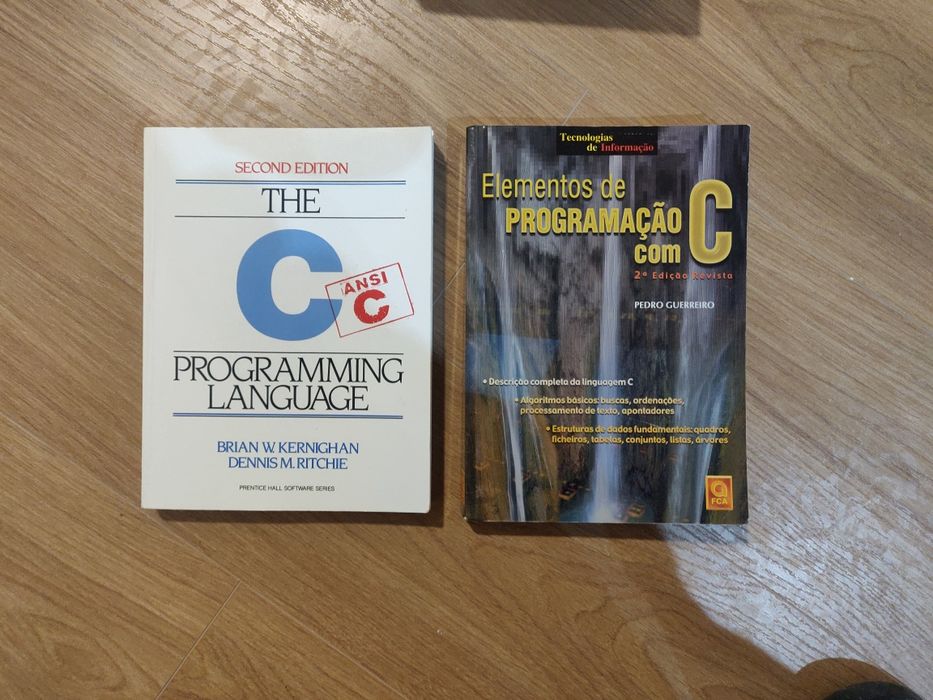 SECOND EDITION
THE
C
ANSI
C
PROGRAMMING
LANGUAGE
BRIAN W. KERNIGHAN
DENNIS M. RITCHIE
PRENTICE HALL SOFTWARE SERIES
Tecnologias
de Informação
Elementos de
PROGRAMAÇÃO
com C
2ª Edição Revista
PEDRO GUERREIRO
• Descrição completa da linguagem C
• Algoritmos básicos: buscas, ordenações,
processamento de texto, apontadores
• Estruturas de dados fundamentais: quadros,
ficheiros, tabelas, conjuntos, listas, árvores
FCA